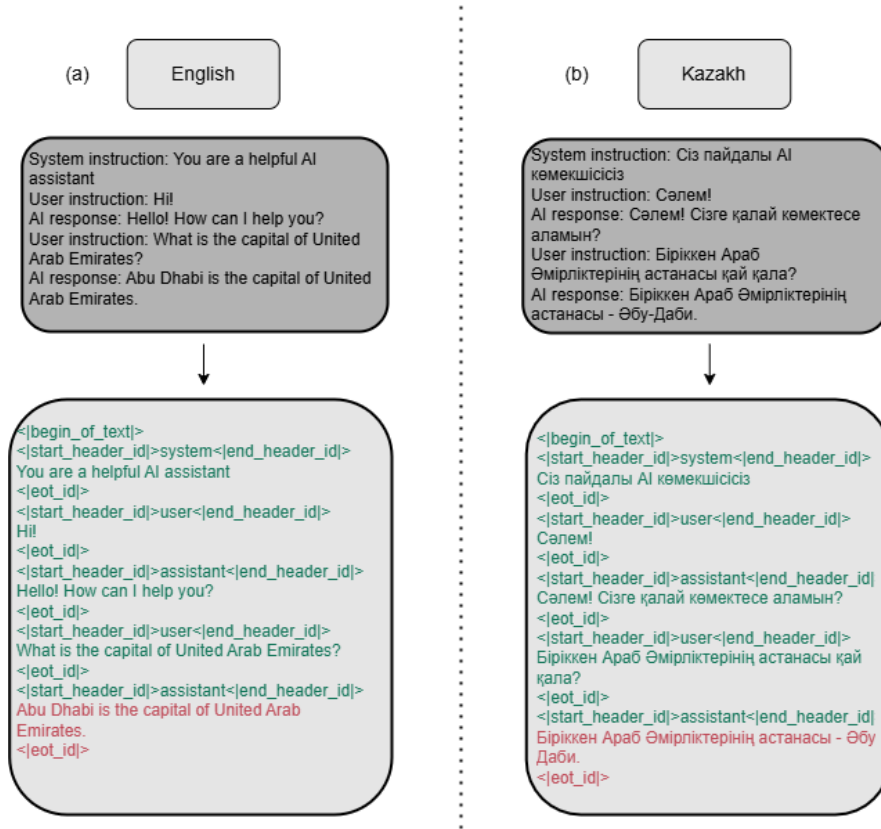 (a)
English
System instruction: You are a helpful AI
assistant
User instruction: Hi!
AI response: Hello! How can I help you?
User instruction: What is the capital of United
Arab Emirates?
AI response: Abu Dhabi is the capital of United
Arab Emirates.
<|begin_of_text|>
<|start_header_id|>system<|end_header_id|>
You are a helpful AI assistant
<|eot_id|>
<|start_header_id|>user<|end_header_id|>
Hi!
<|eot_id|>
<|start_header_id|>assistant<|end_header_id|>
Hello! How can I help you?
<|eot_id|>
<|start_header_id|>user<|end_header_id|>
What is the capital of United Arab Emirates?
<|eot_id|>
<|start_header_id|>assistant<|end_header_id|>
Abu Dhabi is the capital of United Arab
Emirates.
<|eot_id|>
(b)
Kazakh
System instruction: Сіз пайдалы AI
көмекшісісіз
User instruction: Сәлем!
AI response: Сәлем! Сізге қалай көмектесе
аламын?
User instruction: Біріккен Араб
Әмірліктерінің астанасы қай қала?
AI response: Біріккен Араб Әмірліктерінің
астанасы - Әбу-Даби.
<|begin_of_text|>
<|start_header_id|>system<|end_header_id|>
Сіз пайдалы AI көмекшісісіз
<|eot_id|>
<|start_header_id|>user<|end_header_id|>
Сәлем!
<|eot_id|>
<|start_header_id|>assistant<|end_header_id|
Сәлем! Сізге қалай көмектесе аламын?
<|eot_id|>
<|start_header_id|>user<|end_header_id|>
Біріккен Араб Әмірліктерінің астанасы қай
қала?
<|eot_id|>
<|start_header_id|>assistant<|end_header_id|
Біріккен Араб Әмірліктерінің астанасы - Әбу
Даби.
<|eot_id|>